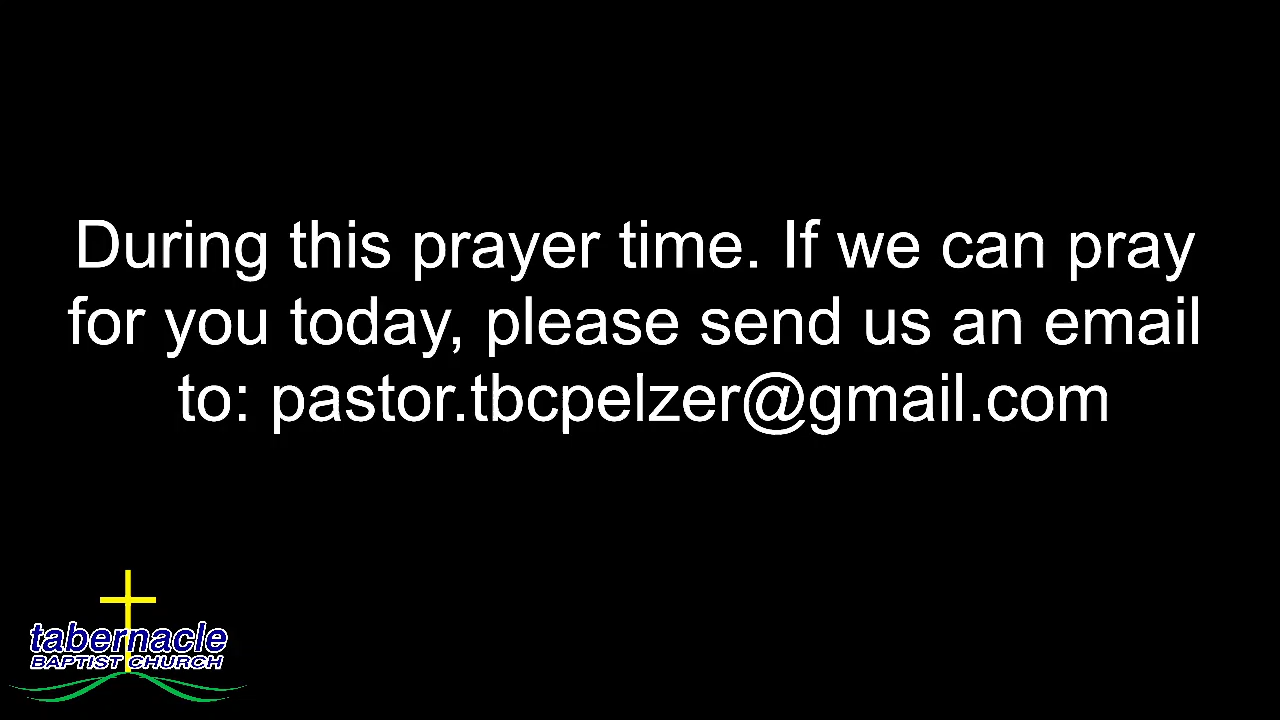 During this prayer time. If we can pray
for you today, please send us an email
to: pastor.tbcpelzer@gmail.com
tabernacle
BAPTIST CHURCH